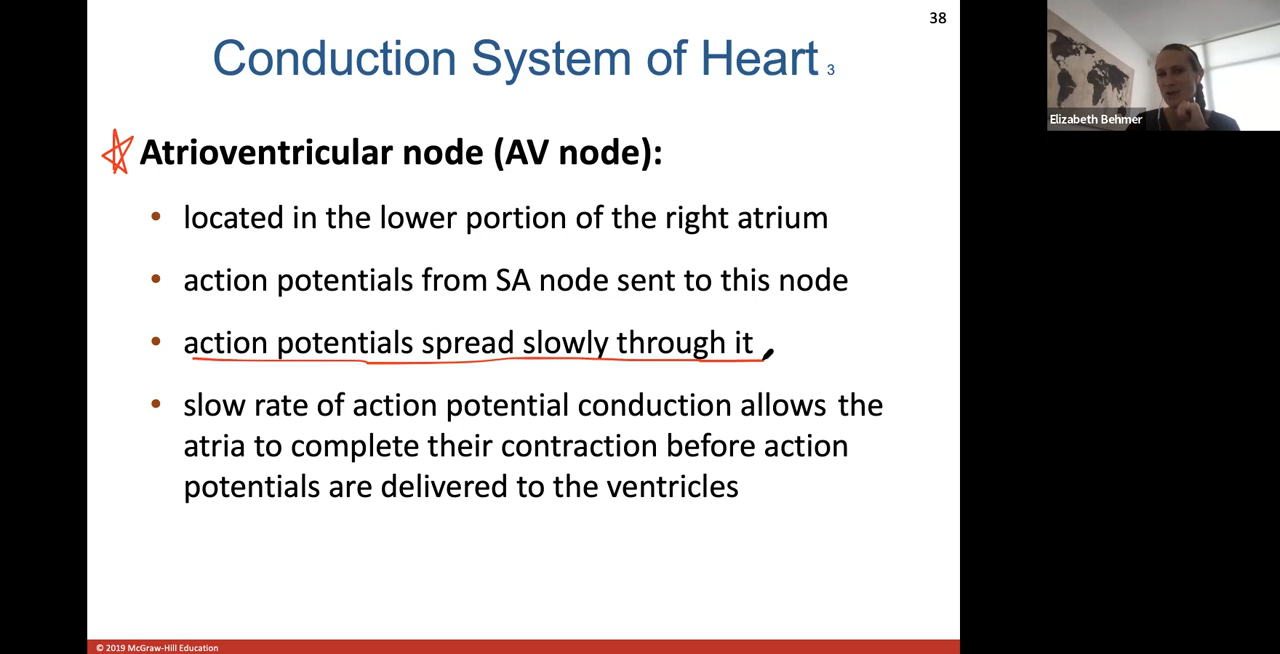 38
Conduction System of Heart 3
Elizabeth Behmer
Atrioventricular node (AV node):
• located in the lower portion of the right atrium
• action potentials from SA node sent to this node
• action potentials spread slowly through it
• slow rate of action potential conduction allows the
atria to complete their contraction before action
potentials are delivered to the ventricles
© 2019 McGraw-Hill Education